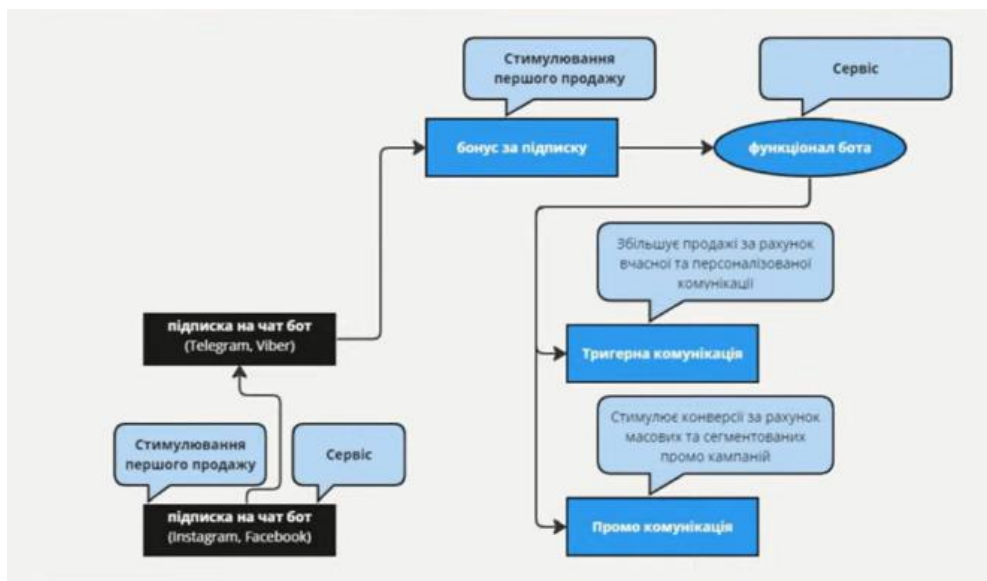 Стимулювання
першого продажу
Сервіс
бонус за підписку
функціонал бота
Збільшує продажі за рахунок
вчасної та персоналізованої
комунікації
підписка на чат бот
(Telegram, Viber)
Тригерна комунікація
Стимулювання
першого продажу
Сервіс
Стимулює конверсії за рахунок
масових та сегментованих
промо кампаній
підписка на чат бот
(Instagram, Facebook)
Промо комунікація